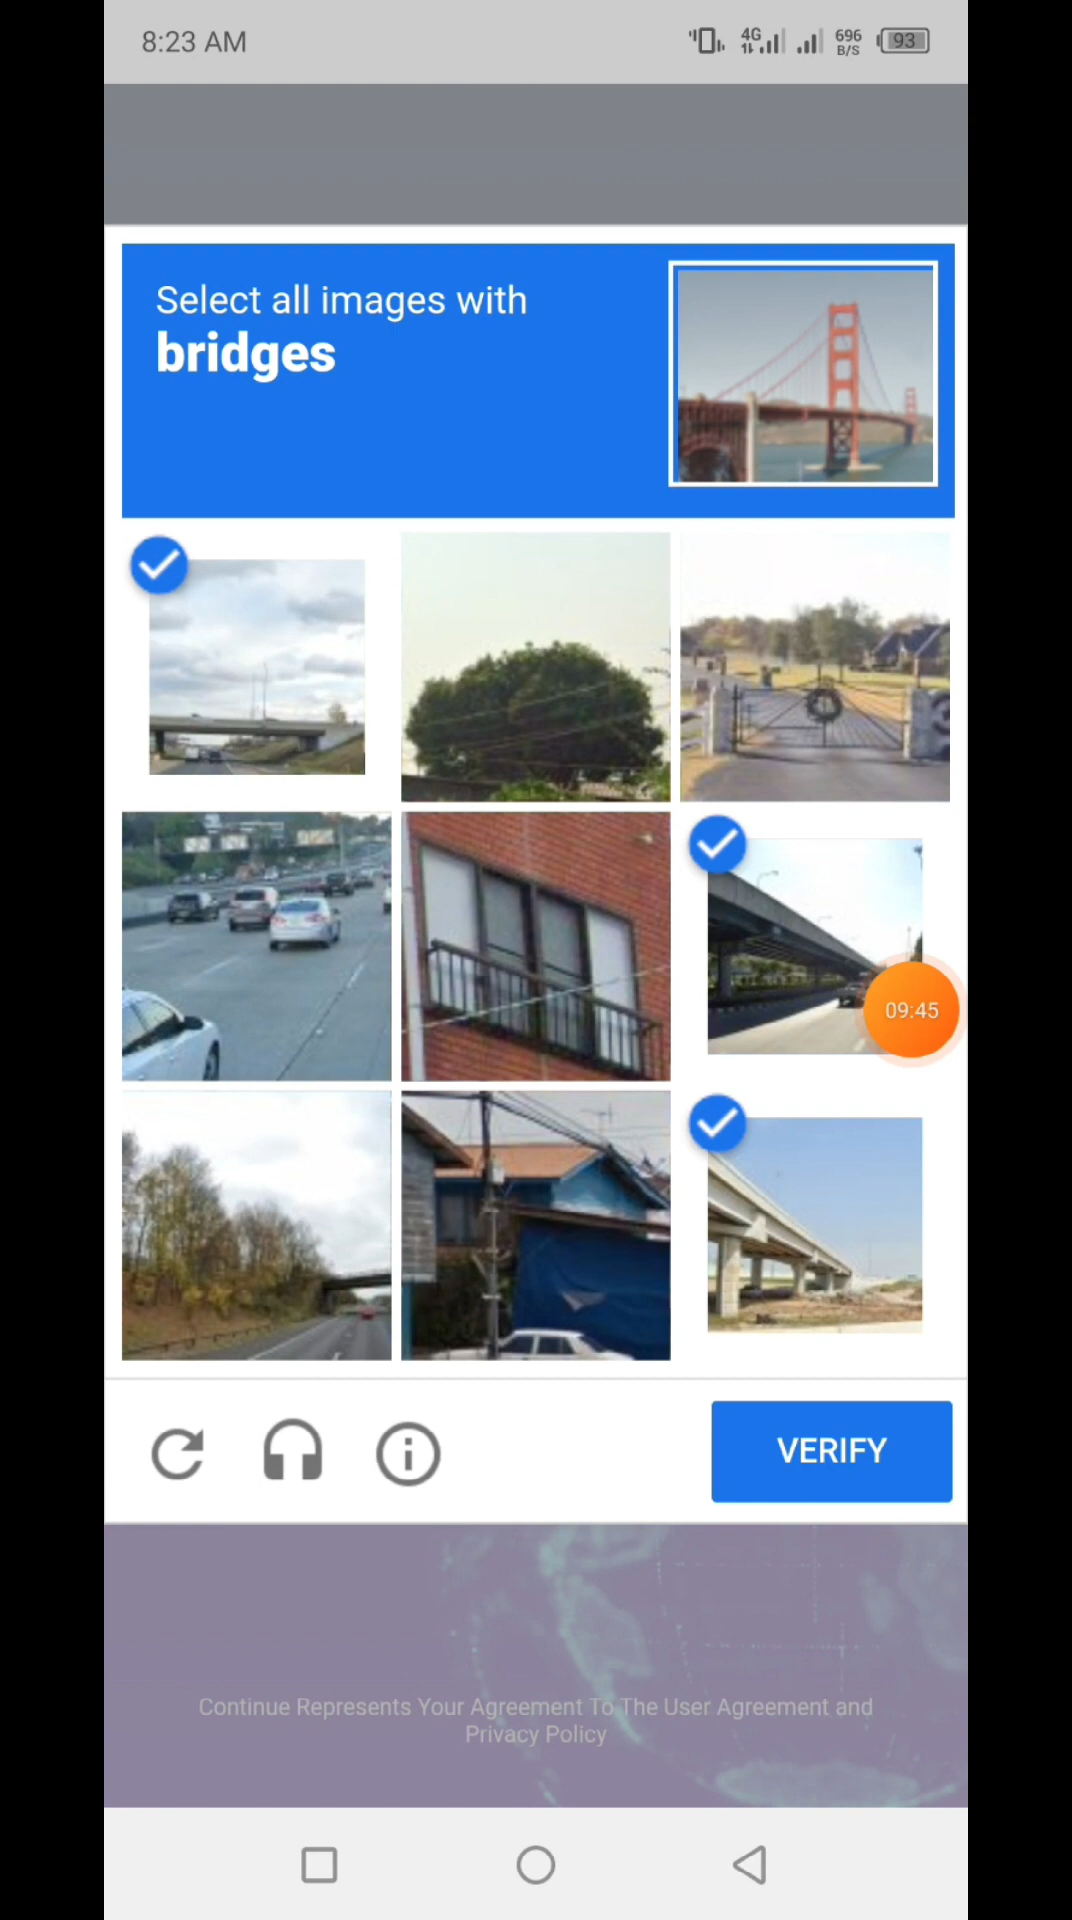 8:23 AM
4G
696
B/S
93
Select all images with
bridges
09:45
VERIFY
Continue Represents Your Agreement To The User Agreement and
Privacy Policy